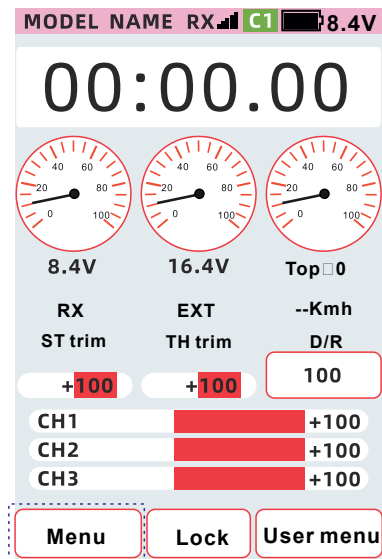 MODEL NAME RX C1 8.4V
00:00.00
40 60 40 60 40 60
20 80 20 80 20 80
0 100 0 100 0 100
8.4V 16.4V Top□0
RX EXT --Kmh
ST trim TH trim D/R
+100 +100 100
CH1 +100
CH2 +100
CH3 +100
Menu Lock User menu